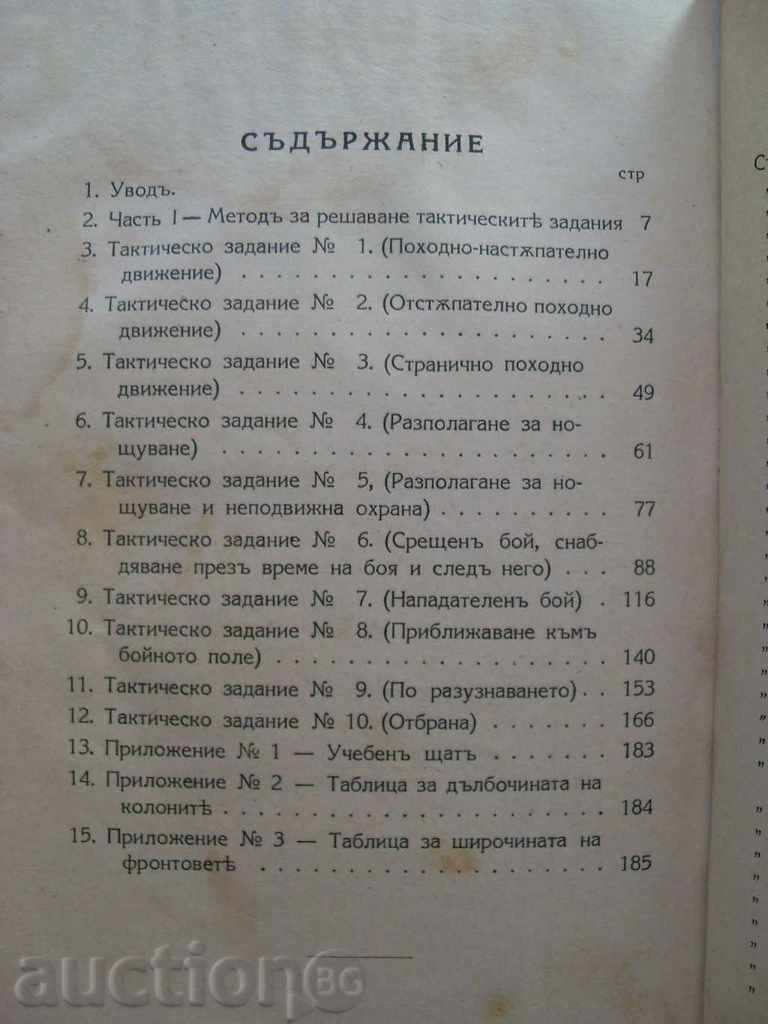 СЪДЪРЖАНИЕ
стр
1. Уводъ.
2. Часть I — Методъ за решаване тактическитѣ задания 7
3. Тактическо задание № 1. (Походно-настѫпателно
движение) . . . . . . . . . . . . . . . . . . . . 17
4. Тактическо задание № 2. (Отстѫпателно походно
движение) . . . . . . . . . . . . . . . . . . . . 34
5. Тактическо задание № 3. (Странично походно
движение) . . . . . . . . . . . . . . . . . . . . 49
6. Тактическо задание № 4. (Разполагане за но-
щуване) . . . . . . . . . . . . . . . . . . . . . 61
7. Тактическо задание № 5, (Разполагане за но-
щуване и неподвижна охрана) . . . . . . . . . . 77
8. Тактическо задание № 6. (Срещенъ бой, снаб-
дяване презъ време на боя и следъ него) . . . 88
9. Тактическо задание № 7. (Нападателенъ бой) . 116
10. Тактическо задание № 8. (Приближаване къмъ
бойното поле) . . . . . . . . . . . . . . . . . . 140
11. Тактическо задание № 9. (По разузнаването) . . 153
12. Тактическо задание № 10. (Отбрана) . . . . . . . 166
13. Приложение № 1 — Учебенъ щатъ . . . . . . . 183
14. Приложение № 2 — Таблица за дълбочината на
колонитѣ . . . . . . . . . . . . . . . . . . . . . 184
15. Приложение № 3 — Таблица за широчината на
фронтоветѣ . . . . . . . . . . . . . . . . . . . 185
auctionBG